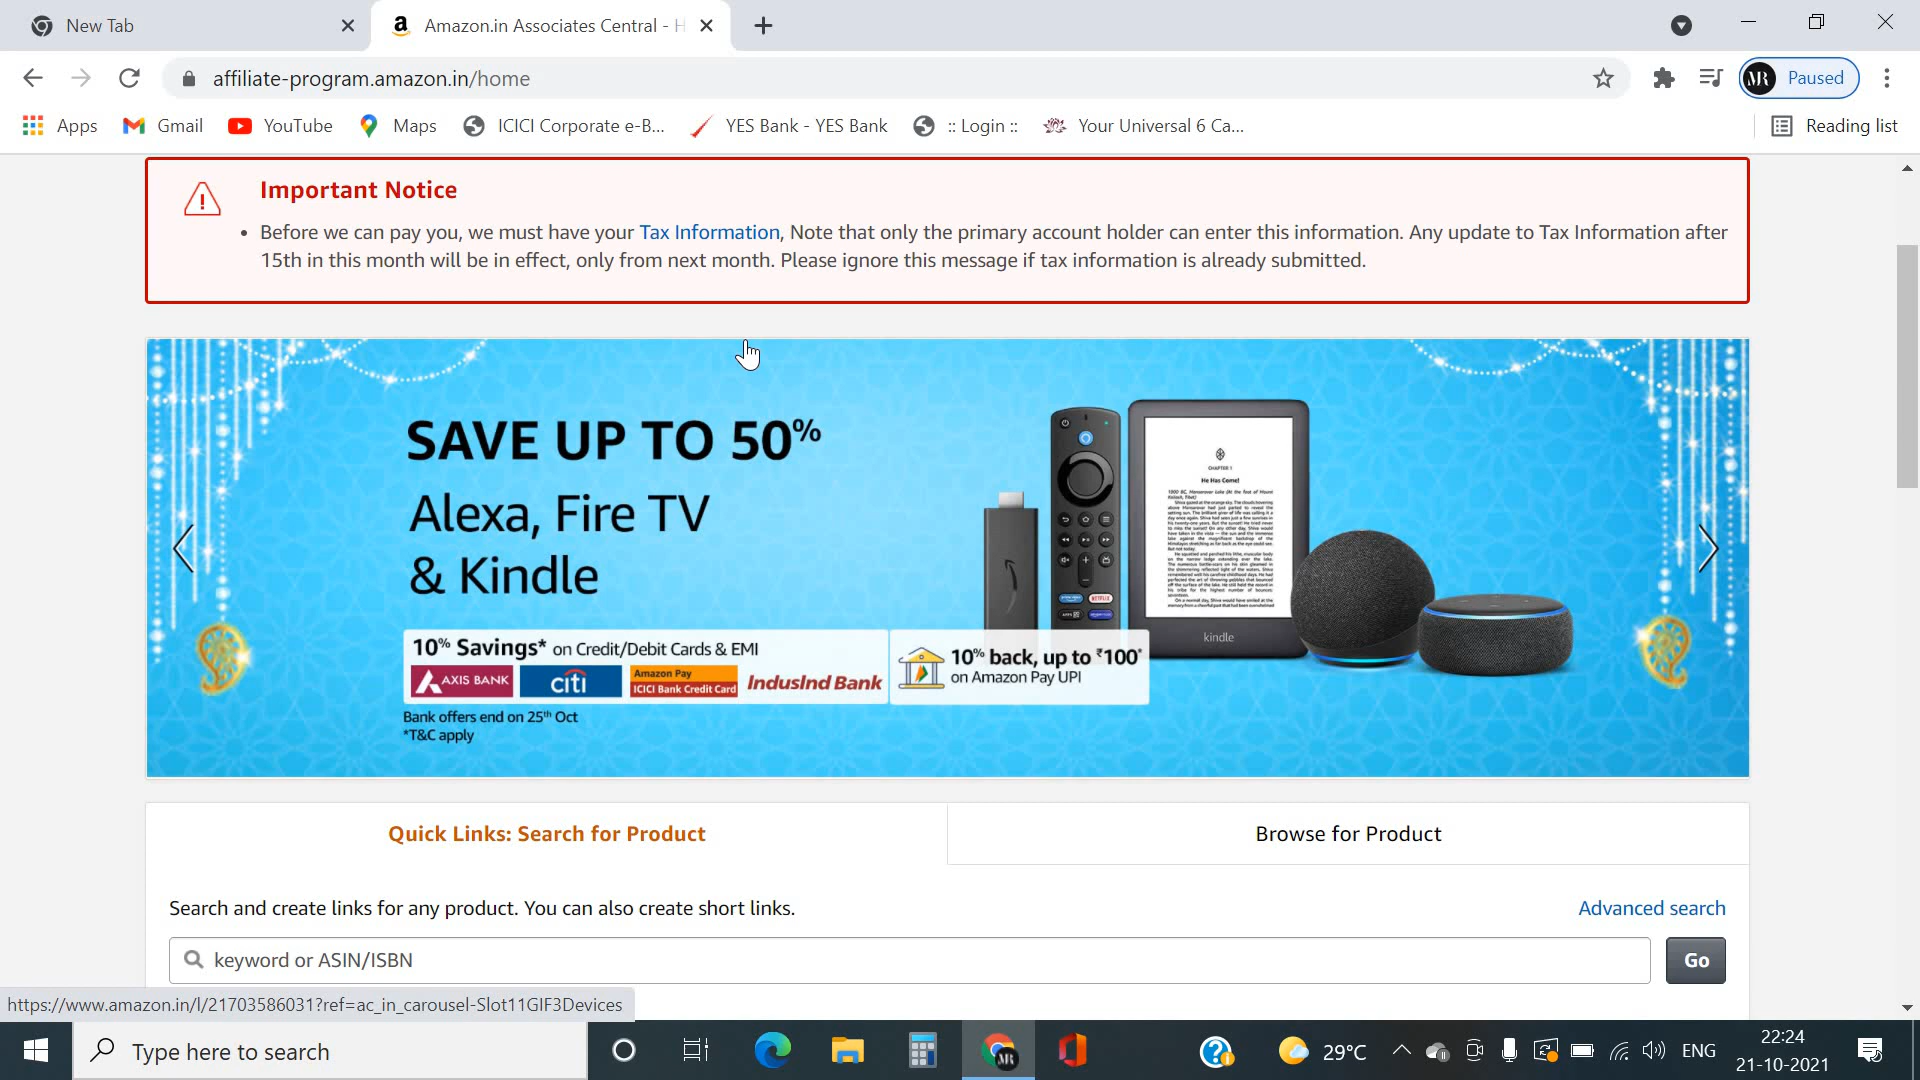 New Tab
Amazon.in Associates Central - H
affiliate-program.amazon.in/home
MR Paused
Apps Gmail YouTube Maps ICICI Corporate e-B... YES Bank - YES Bank :: Login :: Your Universal 6 Ca... Reading list
Important Notice
• Before we can pay you, we must have your Tax Information, Note that only the primary account holder can enter this information. Any update to Tax Information after
15th in this month will be in effect, only from next month. Please ignore this message if tax information is already submitted.
SAVE UP TO 50%
Alexa, Fire TV
& Kindle
CHAPTER 1
He Has Come!
kindle
10% Savings* on Credit/Debit Cards & EMI
AXIS BANK
citi
Amazon Pay
ICICI Bank Credit Card
IndusInd Bank
10% back, up to ₹100*
on Amazon Pay UPI
Bank offers end on 25th Oct
*T&C apply
NETFLIX
Quick Links: Search for Product
Browse for Product
Search and create links for any product. You can also create short links.
Advanced search
keyword or ASIN/ISBN
Go
https://www.amazon.in/l/21703586031?ref=ac_in_carousel-Slot11GIF3Devices
Type here to search
MR
29°C
ENG
22:24
21-10-2021